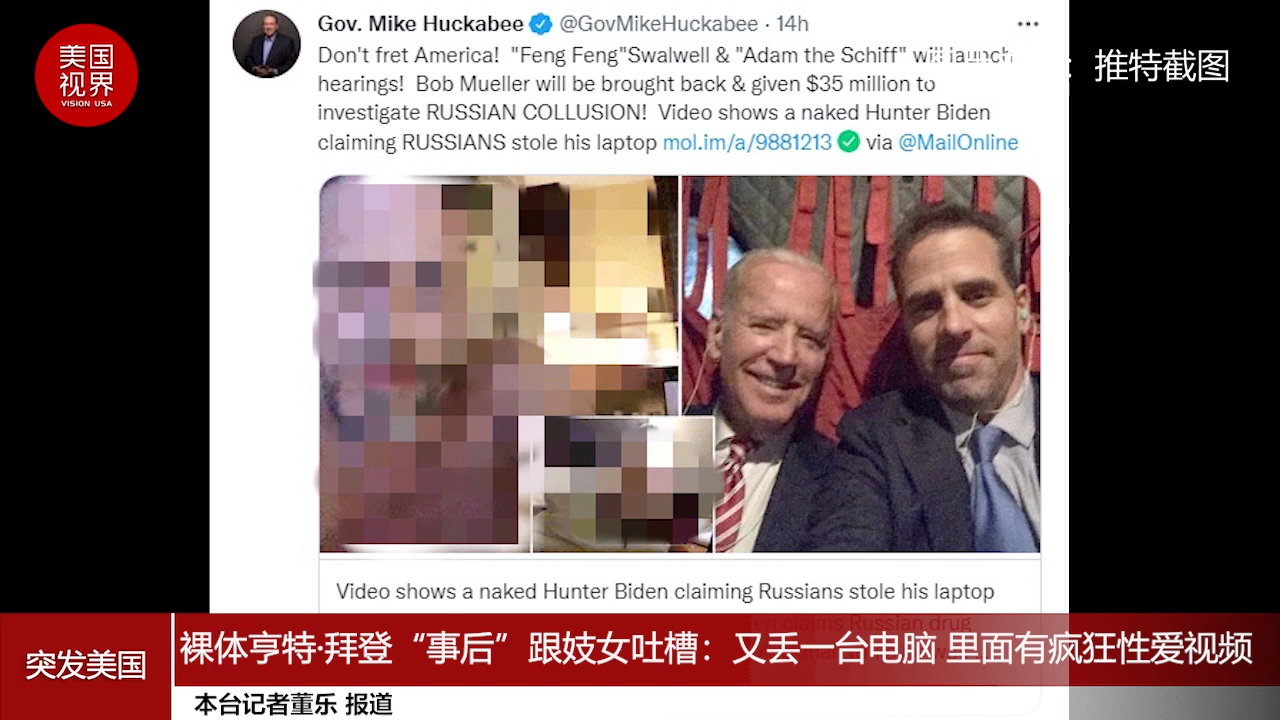 美国
视界
VISION USA
Gov. Mike Huckabee @GovMikeHuckabee · 14h
Don't fret America! "Feng Feng"Swalwell & "Adam the Schiff" will launch
：推特截图
hearings! Bob Mueller will be brought back & given $35 million to
investigate RUSSIAN COLLUSION! Video shows a naked Hunter Biden
claiming RUSSIANS stole his laptop mol.im/a/9881213 via @MailOnline
Video shows a naked Hunter Biden claiming Russians stole his laptop
claims Russian drug
突发美国
裸体亨特·拜登“事后”跟妓女吐槽：又丢一台电脑 里面有疯狂性爱视频
本台记者董乐 报道